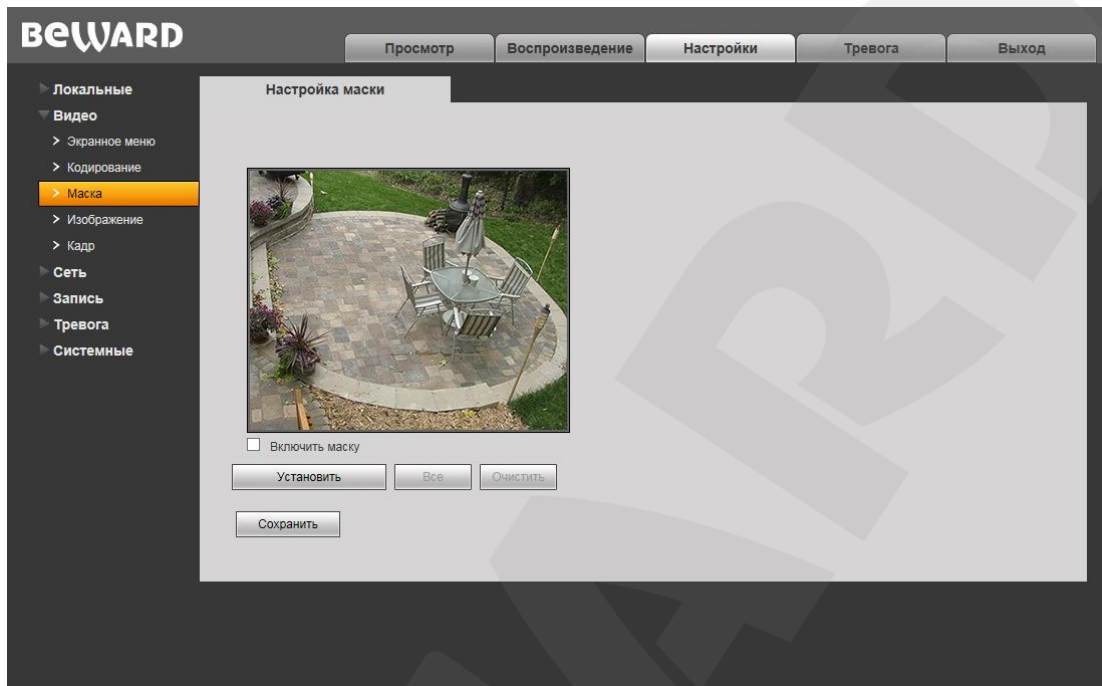 BEWARD
Просмотр
Воспроизведение
Настройки
Тревога
Выход
Локальные
Видео
> Экранное меню
> Кодирование
> Маска
> Изображение
> Кадр
Сеть
Запись
Тревога
Системные
Настройка маски
Включить маску
Установить
Все
Очистить
Сохранить